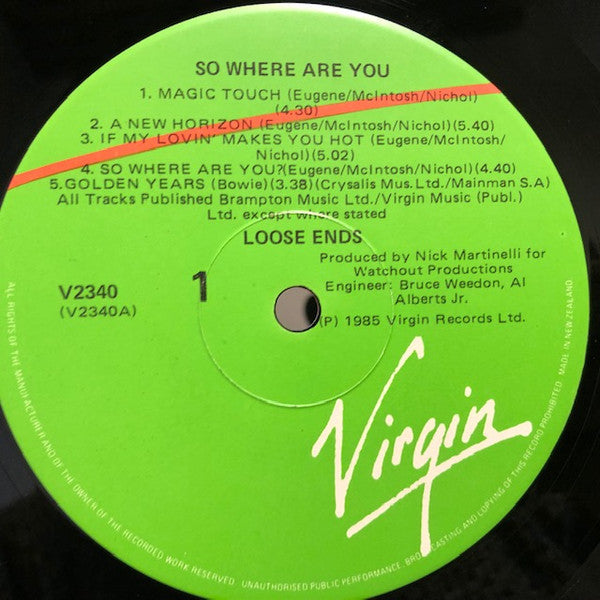 SO WHERE ARE YOU
1. MAGIC TOUCH (Eugene/McIntosh/Nichol)
(4.30)
2. A NEW HORIZON (Eugene/McIntosh/Nichol)(5.40)
3. IF MY LOVIN' MAKES YOU HOT (Eugene/McIntosh/
Nichol)(5.02)
4. SO WHERE ARE YOU?(Eugene/McIntosh/Nichol)(4.40)
5.GOLDEN YEARS (Bowie)(3.38)(Crysalis Mus.Ltd./Mainman S.A)
All Tracks Published Brampton Music Ltd./Virgin Music (Publ.)
Ltd. except where stated
LOOSE ENDS
Produced by Nick Martinelli for
Watchout Productions
Engineer: Bruce Weedon, Al
Alberts Jr.
V2340
(V2340A)
1
(P) 1985 Virgin Records Ltd.
Virgin
ALL RIGHTS OF THE MANUFACTURER AND OF THE OWNER OF THE RECORDED WORK RESERVED. UNAUTHORISED PUBLIC PERFORMANCE, BROADCASTING AND COPYING OF THIS RECORD PROHIBITED. MADE IN NEW ZEALAND.